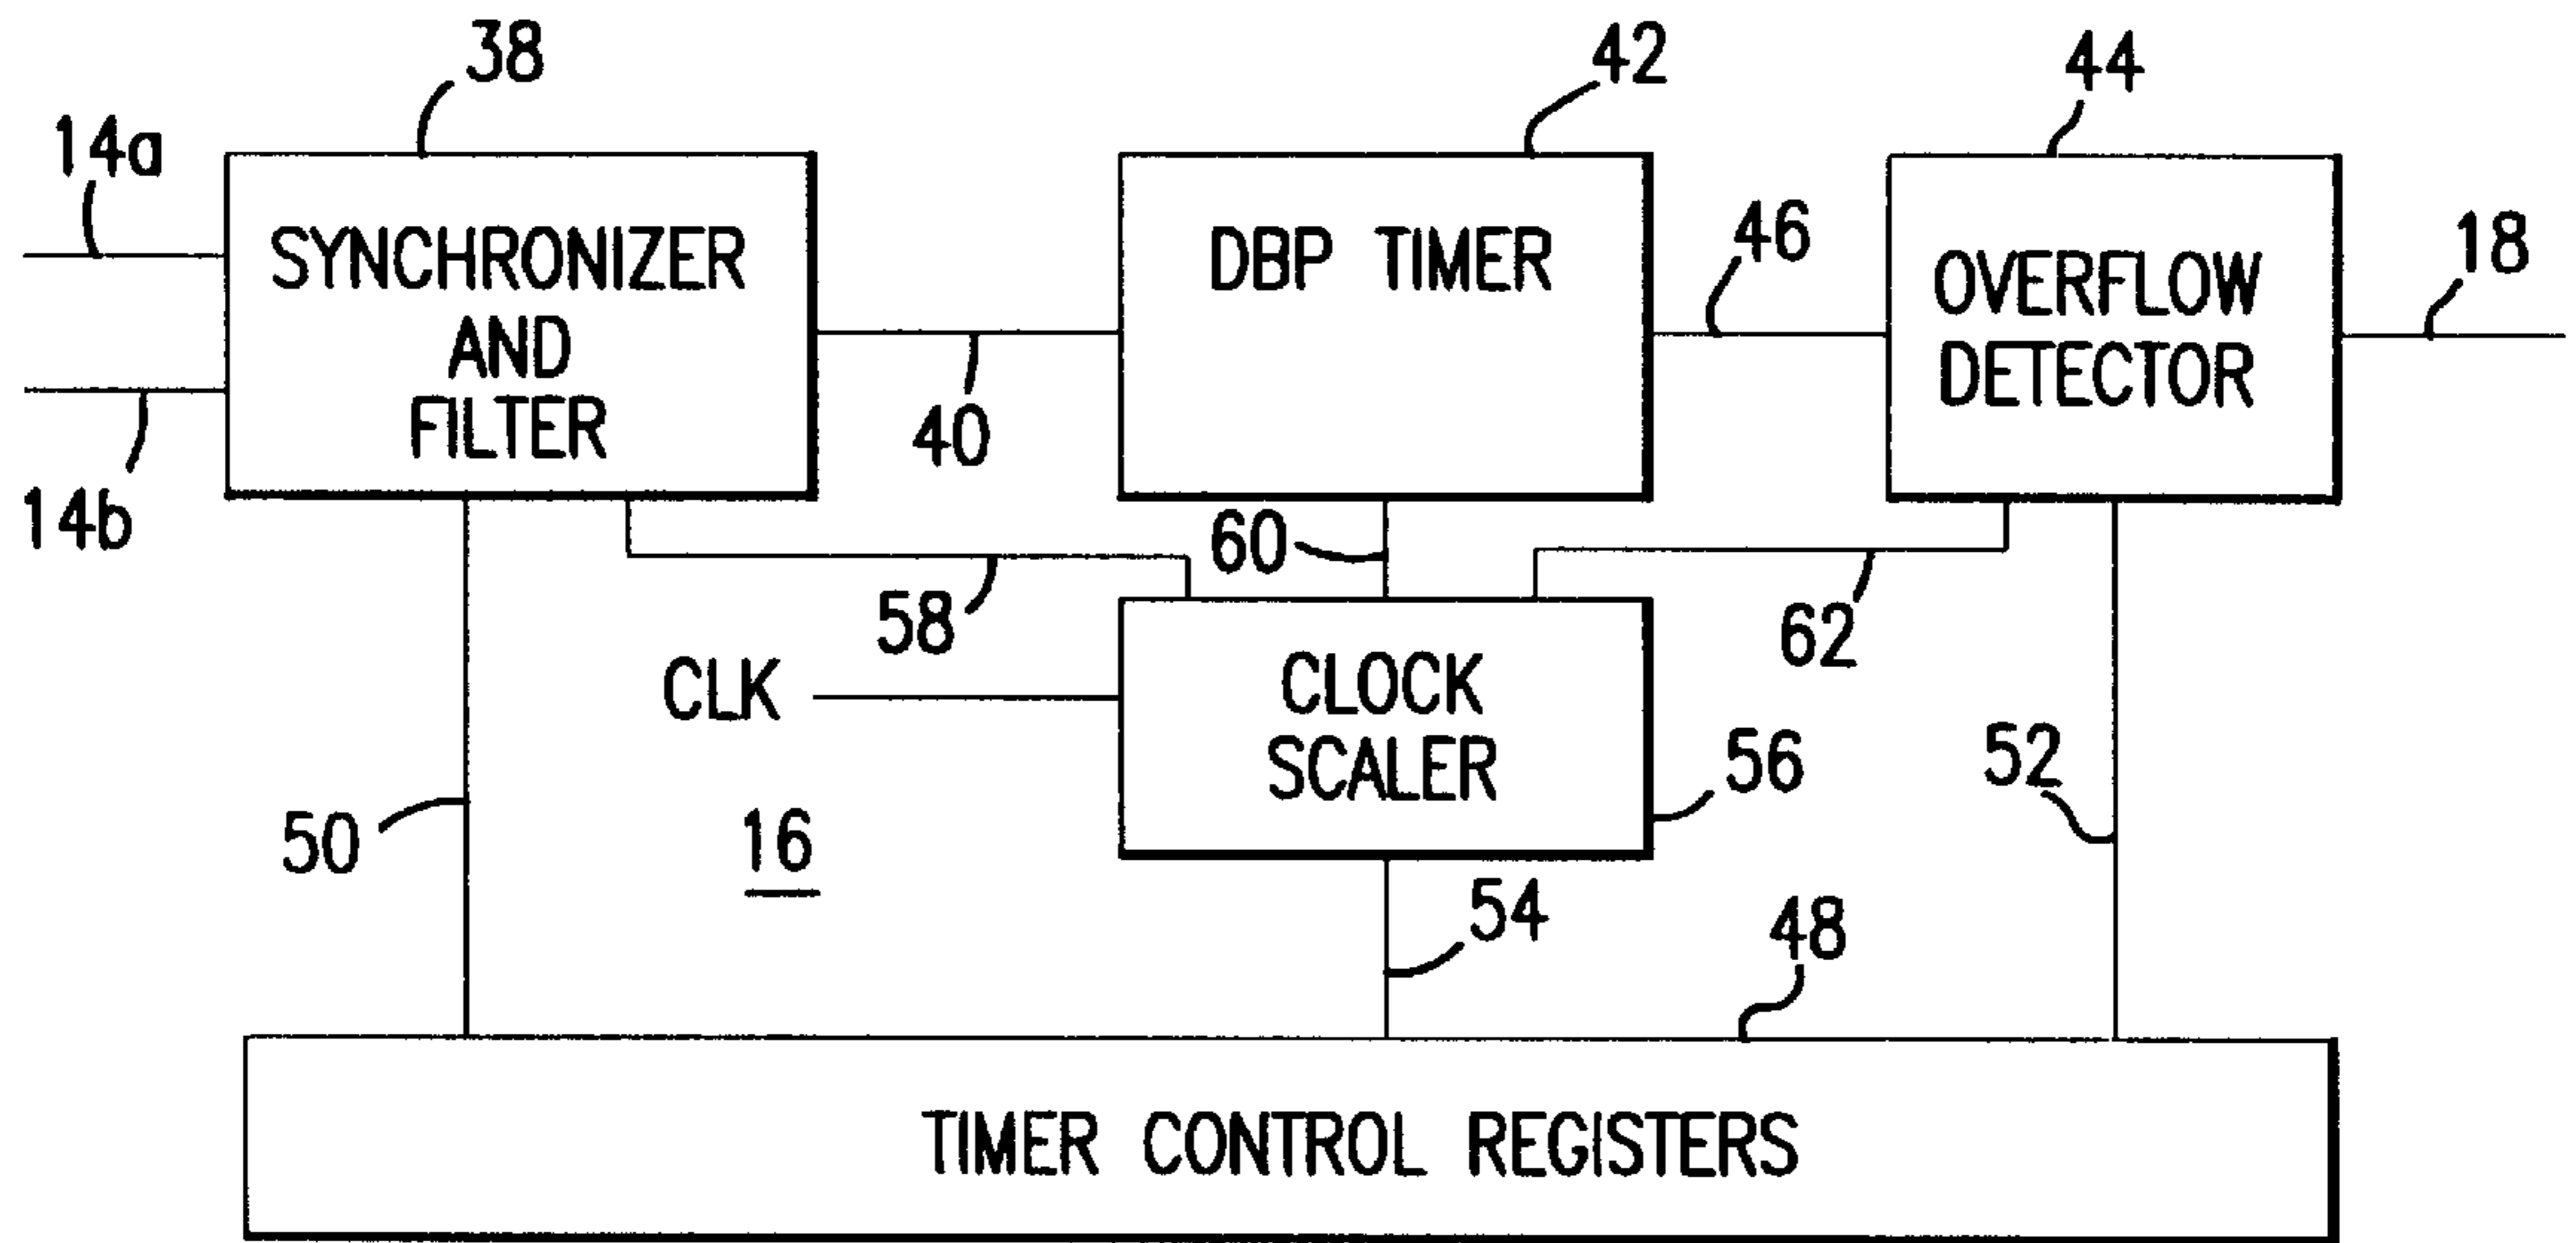 38
42
44
14a
SYNCHRONIZER
AND
FILTER
DBP TIMER
46
OVERFLOW
DETECTOR
18
40
14b
60
58
62
CLK
CLOCK
SCALER
56
52
50
16
54
48
TIMER CONTROL REGISTERS